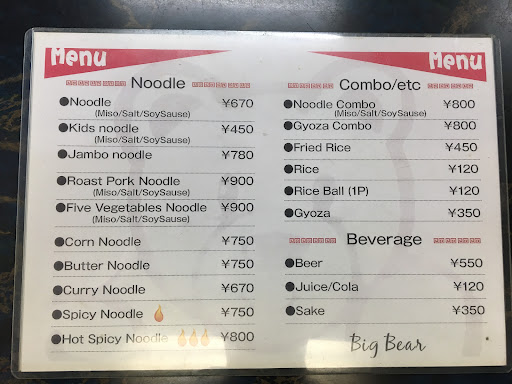 Menu
Menu
Noodle
●Noodle ¥670
(Miso/Salt/SoySause)
●Kids noodle ¥450
(Miso/Salt/SoySause)
●Jambo noodle ¥780
●Roast Pork Noodle ¥900
(Miso/Salt/SoySause)
●Five Vegetables Noodle ¥900
(Miso/Salt/SoySause)
●Corn Noodle ¥750
●Butter Noodle ¥750
●Curry Noodle ¥670
●Spicy Noodle ¥750
●Hot Spicy Noodle ¥800
Combo/etc
●Noodle Combo ¥800
(Miso/Salt/SoySause)
●Gyoza Combo ¥800
●Fried Rice ¥450
●Rice ¥120
●Rice Ball (1P) ¥120
●Gyoza ¥350
Beverage
●Beer ¥550
●Juice/Cola ¥120
●Sake ¥350
Big Bear